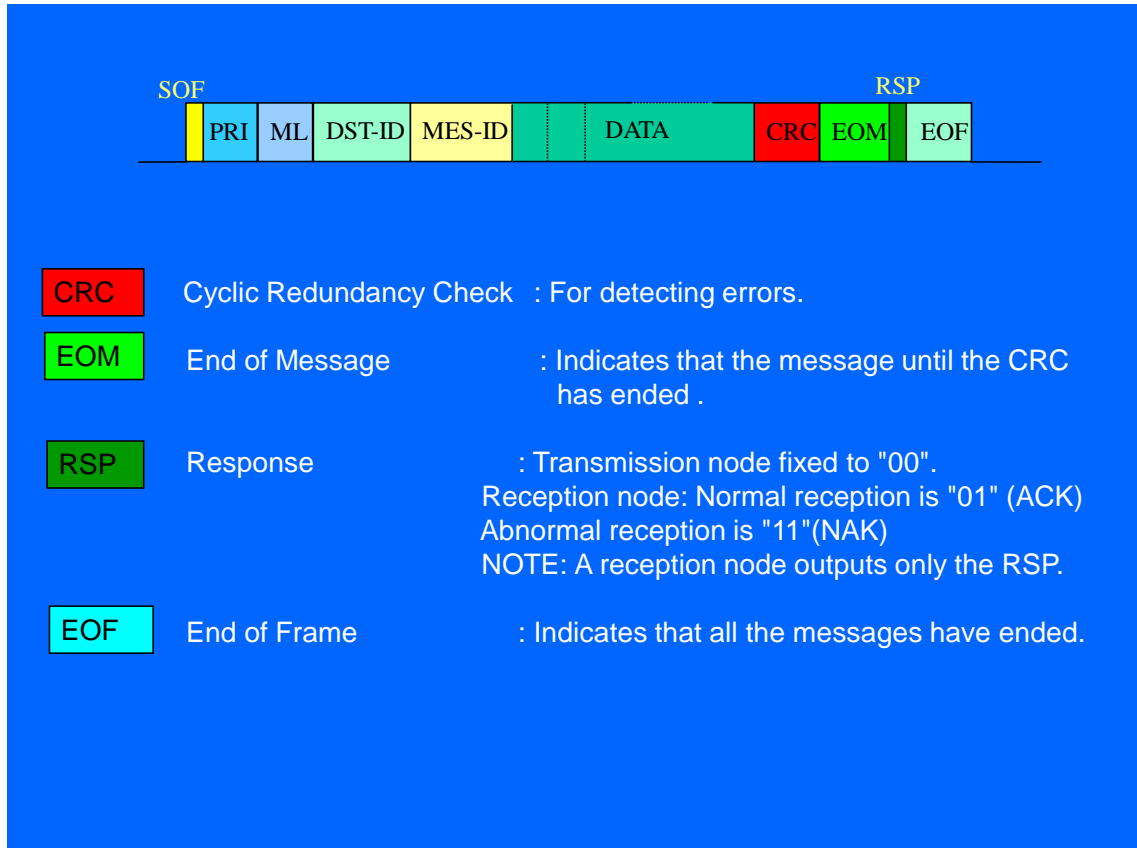 SOF RSP
PRI ML DST-ID MES-ID DATA CRC EOM EOF
CRC Cyclic Redundancy Check : For detecting errors.
EOM End of Message : Indicates that the message until the CRC
has ended .
RSP Response : Transmission node fixed to "00".
Reception node: Normal reception is "01" (ACK)
Abnormal reception is "11"(NAK)
NOTE: A reception node outputs only the RSP.
EOF End of Frame : Indicates that all the messages have ended.